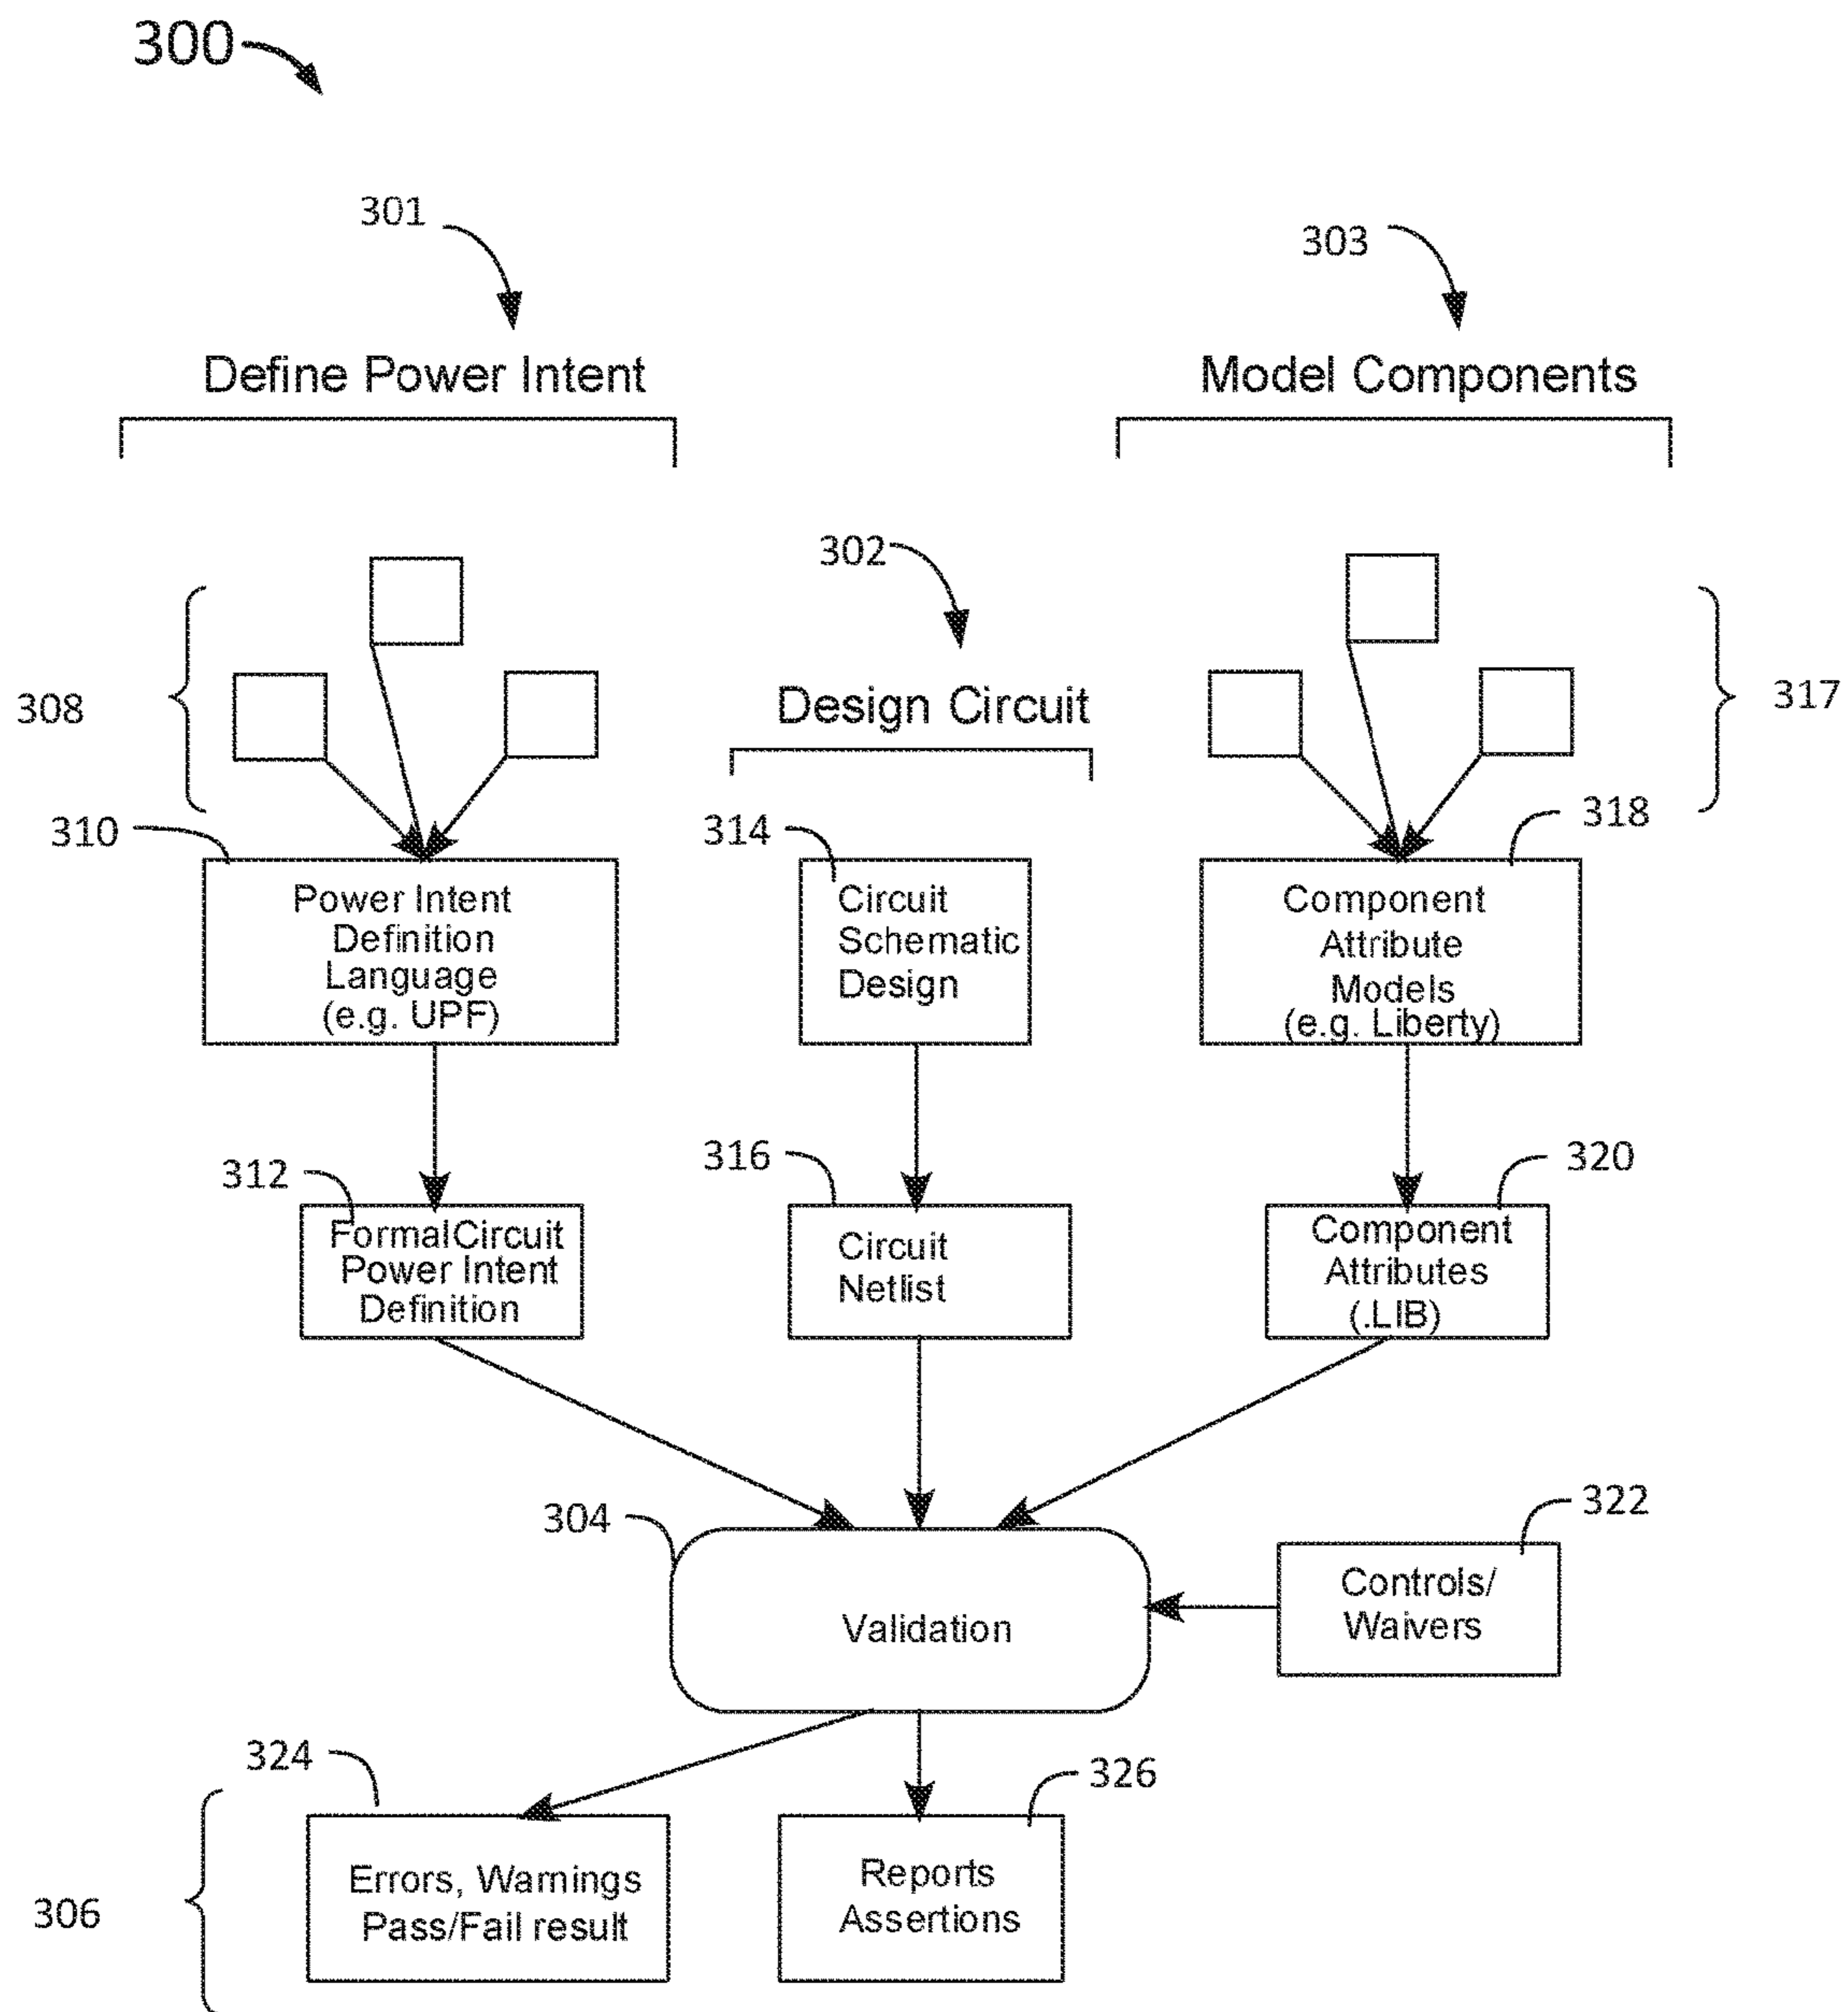 300
301
303
Define Power Intent
Model Components
302
308
Design Circuit
317
310
314
318
Power Intent
Definition
Language
(e.g. UPF)
Circuit
Schematic
Design
Component
Attribute
Models
(e.g. Liberty)
312
316
320
FormalCircuit
Power Intent
Definition
Circuit
Netlist
Component
Attributes
(.LIB)
304
322
Validation
Controls/
Waivers
324
326
306
Errors, Warnings
Pass/Fail result
Reports
Assertions